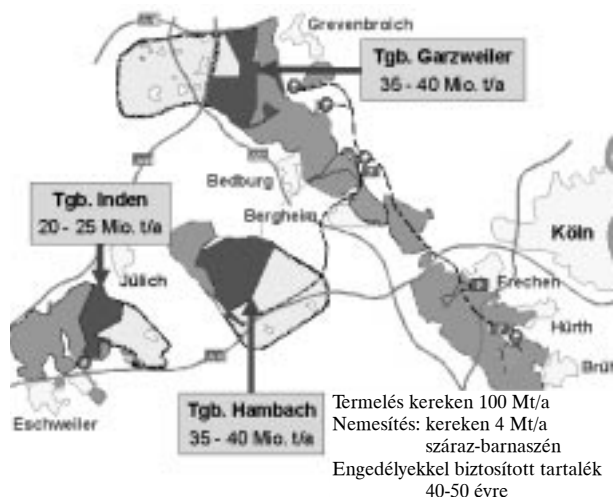 Grevenbroich
Tgb. Garzweiler
35 - 40 Mio. t/a
Bedburg
Bergheim
Tgb. Inden
20 - 25 Mio. t/a
Köln
Jülich
Frechen
Hürth
Brüh
Eschweiler
Tgb. Hambach
35 - 40 Mio. t/a
Termelés kereken 100 Mt/a
Nemesítés: kereken 4 Mt/a
száraz-barnaszén
Engedélyekkel biztosított tartalék
40-50 évre